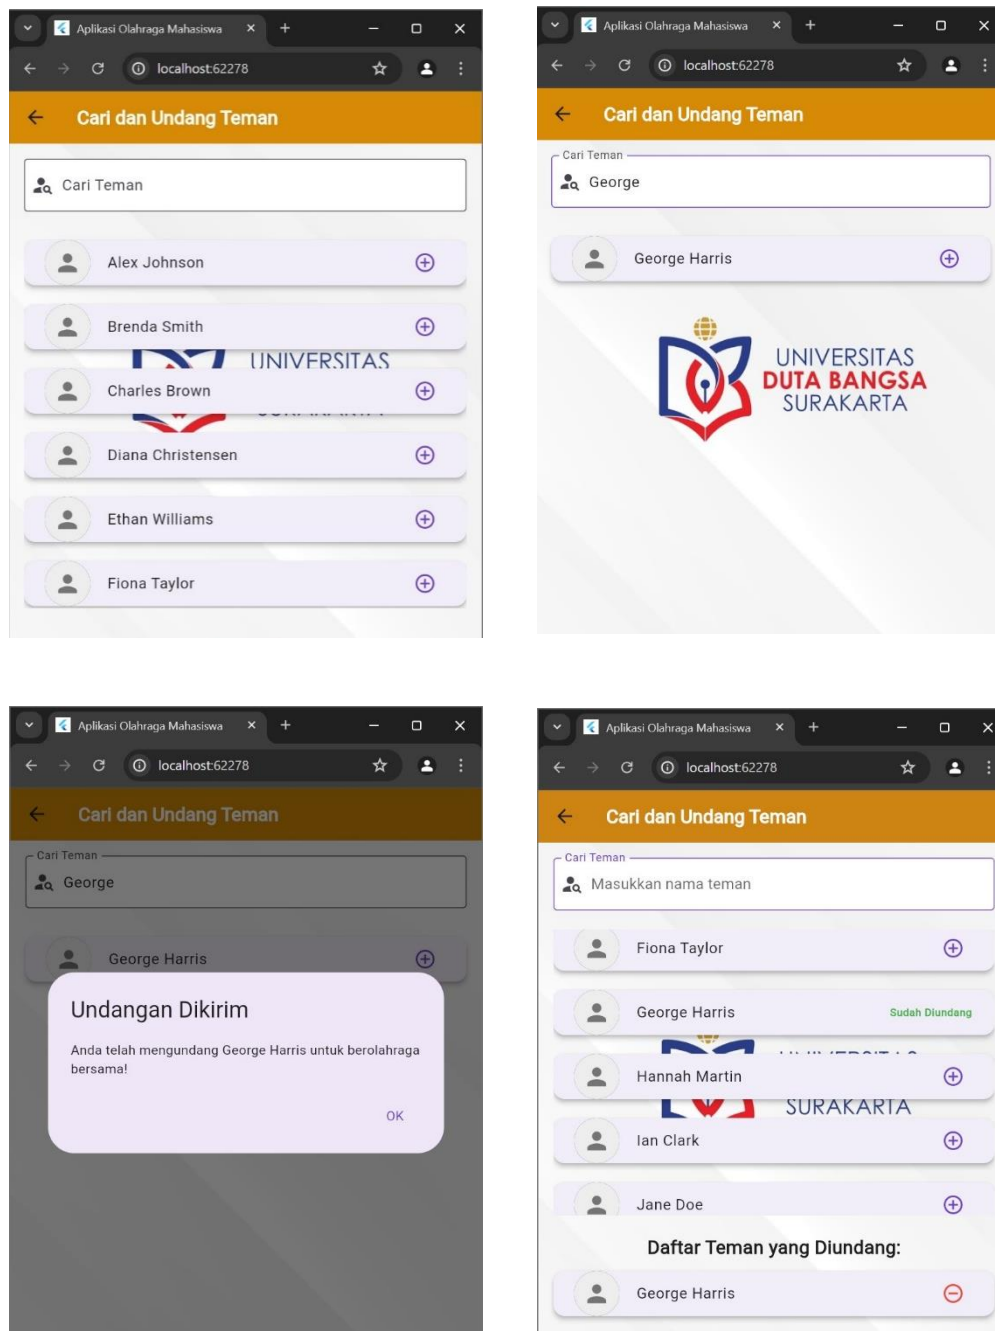 Aplikasi Olahraga Mahasiswa
localhost:62278
Cari dan Undang Teman
Cari Teman
Alex Johnson
Brenda Smith
UNIVERSITAS
Charles Brown
Diana Christensen
Ethan Williams
Fiona Taylor
Aplikasi Olahraga Mahasiswa
localhost:62278
Cari dan Undang Teman
Cari Teman
George
George Harris
UNIVERSITAS
DUTA BANGSA
SURAKARTA
Aplikasi Olahraga Mahasiswa
localhost:62278
Cari dan Undang Teman
Cari Teman
George
George Harris
Undangan Dikirim
Anda telah mengundang George Harris untuk berolahraga
bersama!
OK
Aplikasi Olahraga Mahasiswa
localhost:62278
Cari dan Undang Teman
Cari Teman
Masukkan nama teman
Fiona Taylor
George Harris Sudah Diundang
Hannah Martin
SURAKARTA
Ian Clark
Jane Doe
Daftar Teman yang Diundang:
George Harris